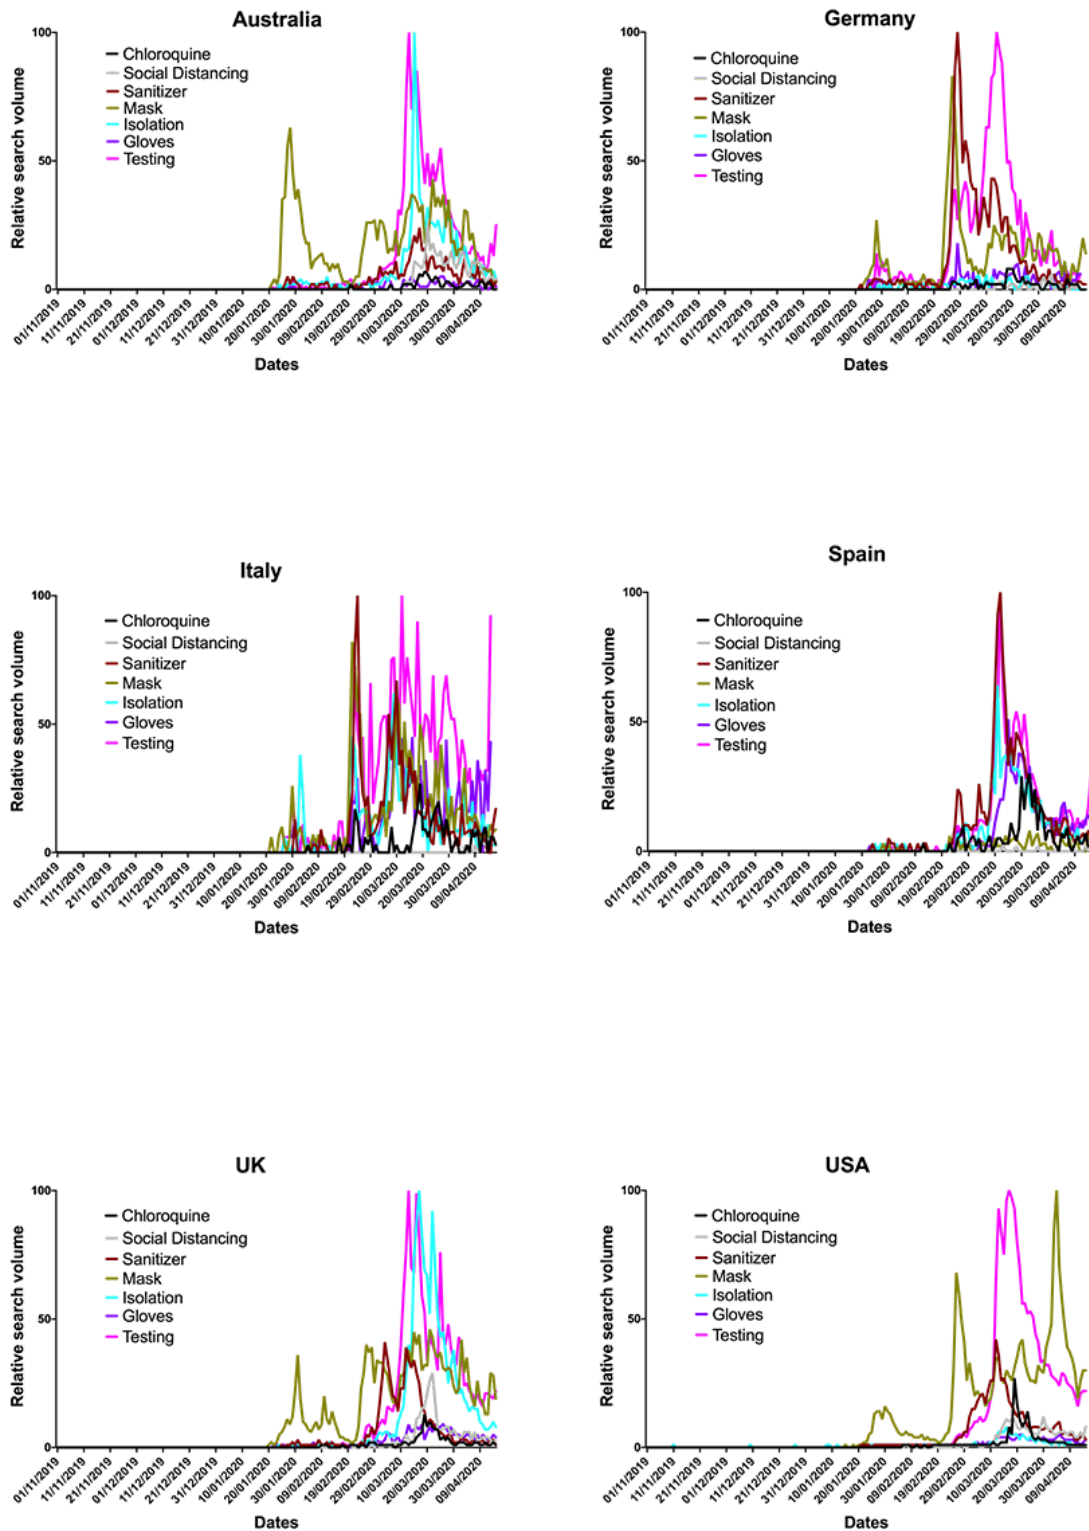 Australia
Relative search volume
100
50
0
Chloroquine
Social Distancing
Sanitizer
Mask
Isolation
Gloves
Testing
01/11/2019
11/11/2019
21/11/2019
01/12/2019
11/12/2019
21/12/2019
31/12/2019
10/01/2020
20/01/2020
30/01/2020
09/02/2020
19/02/2020
29/02/2020
10/03/2020
20/03/2020
30/03/2020
09/04/2020
Dates
Germany
Relative search volume
100
50
0
Chloroquine
Social Distancing
Sanitizer
Mask
Isolation
Gloves
Testing
01/11/2019
11/11/2019
21/11/2019
01/12/2019
11/12/2019
21/12/2019
31/12/2019
10/01/2020
20/01/2020
30/01/2020
09/02/2020
19/02/2020
29/02/2020
10/03/2020
20/03/2020
30/03/2020
09/04/2020
Dates
Italy
Relative search volume
100
50
0
Chloroquine
Social Distancing
Sanitizer
Mask
Isolation
Gloves
Testing
01/11/2019
11/11/2019
21/11/2019
01/12/2019
11/12/2019
21/12/2019
31/12/2019
10/01/2020
20/01/2020
30/01/2020
09/02/2020
19/02/2020
29/02/2020
10/03/2020
20/03/2020
30/03/2020
09/04/2020
Dates
Spain
Relative search volume
100
50
0
Chloroquine
Social Distancing
Sanitizer
Mask
Isolation
Gloves
Testing
01/11/2019
11/11/2019
21/11/2019
01/12/2019
11/12/2019
21/12/2019
31/12/2019
10/01/2020
20/01/2020
30/01/2020
09/02/2020
19/02/2020
29/02/2020
10/03/2020
20/03/2020
30/03/2020
09/04/2020
Dates
UK
Relative search volume
100
50
0
Chloroquine
Social Distancing
Sanitizer
Mask
Isolation
Gloves
Testing
01/11/2019
11/11/2019
21/11/2019
01/12/2019
11/12/2019
21/12/2019
31/12/2019
10/01/2020
20/01/2020
30/01/2020
09/02/2020
19/02/2020
29/02/2020
10/03/2020
20/03/2020
30/03/2020
09/04/2020
Dates
USA
Relative search volume
100
50
0
Chloroquine
Social Distancing
Sanitizer
Mask
Isolation
Gloves
Testing
01/11/2019
11/11/2019
21/11/2019
01/12/2019
11/12/2019
21/12/2019
31/12/2019
10/01/2020
20/01/2020
30/01/2020
09/02/2020
19/02/2020
29/02/2020
10/03/2020
20/03/2020
30/03/2020
09/04/2020
Dates